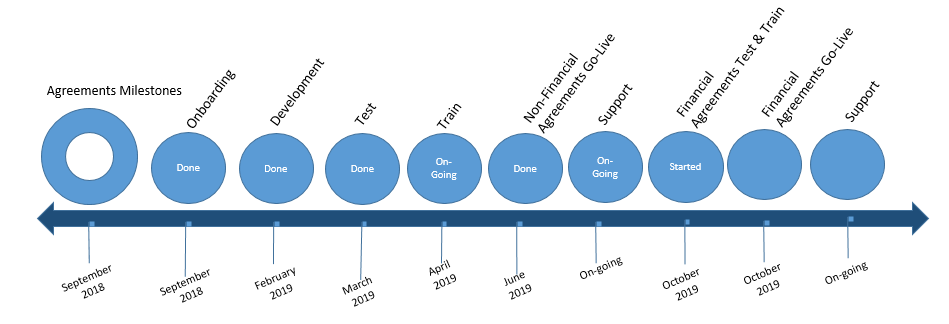 Agreements Milestones
Onboarding
Development
Test
Train
Non-Financial
Agreements Go-Live
Support
Financial
Agreements Test & Train
Financial
Agreements Go-Live
Support
Done
Done
Done
On-
Going
Done
On-
Going
Started
September
2018
September
2018
February
2019
March
2019
April
2019
June
2019
On-going
October
2019
October
2019
On-going